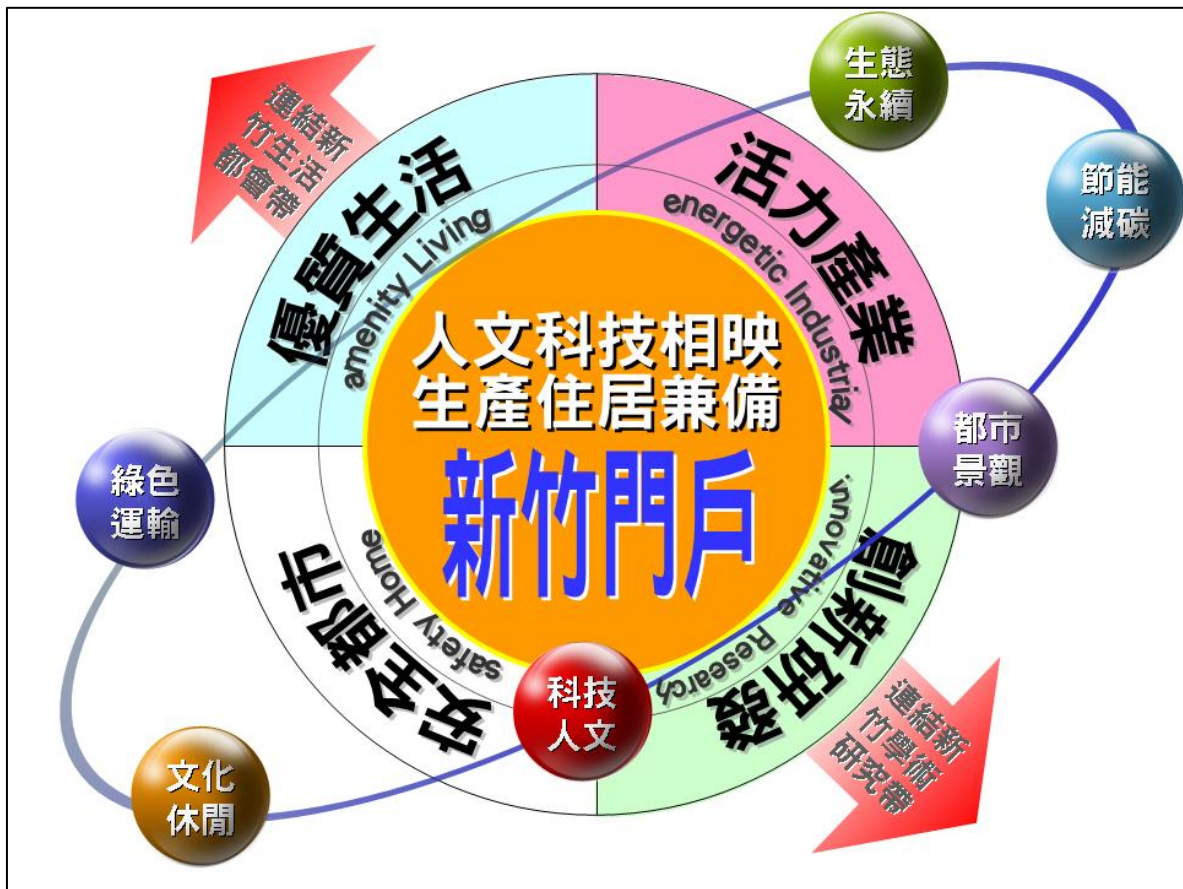 生態
永續
連結新
竹生活
都會帶
節能
減碳
優質生活
amenity Living
活力產業
energetic Industrial
人文科技相映
生產住居兼備
新竹門戶
都市
景觀
綠色
運輸
安全都市
safety Home
創新研發
innovative Research
科技
人文
連結新
竹學術
研究帶
文化
休閒